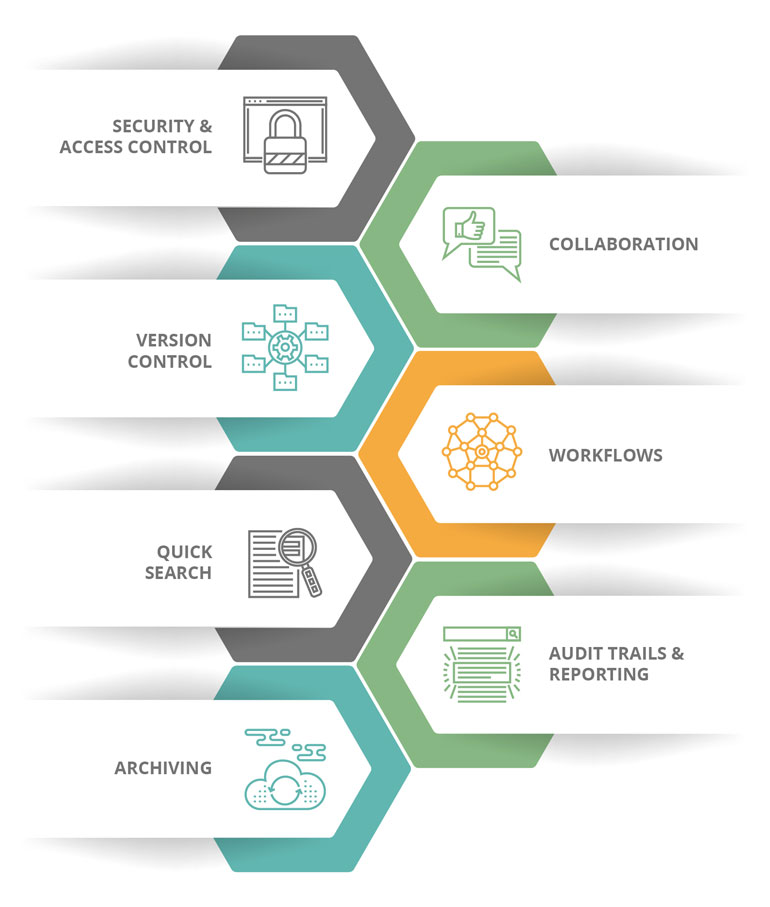 SECURITY &
ACCESS CONTROL
COLLABORATION
VERSION
CONTROL
WORKFLOWS
QUICK
SEARCH
AUDIT TRAILS &
REPORTING
ARCHIVING